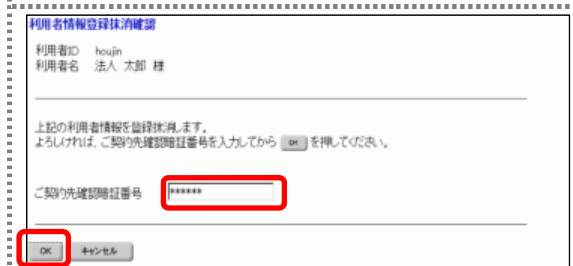 利用者情報登録抹消確認
利用者ID houjin
利用者名 法人 太郎 様
上記の利用者情報を登録抹消します。
よろしければ、ご契約先確認暗証番号を入力してから OK を押してください。
ご契約先確認暗証番号 ******
OK キャンセル